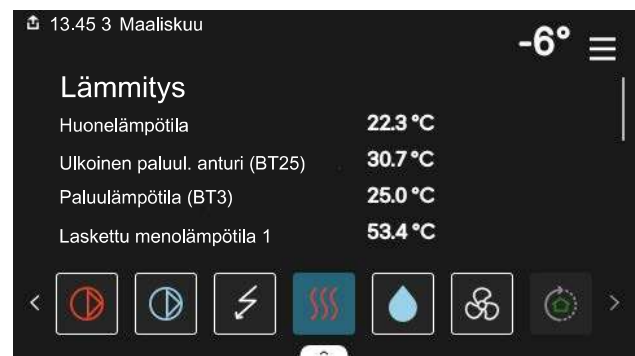 13.45 3 Maaliskuu
-6°
Lämmitys
Huonelämpötila 22.3 °C
Ulkoinen paluul. anturi (BT25) 30.7 °C
Paluulämpötila (BT3) 25.0 °C
Laskettu menolämpötila 1 53.4 °C